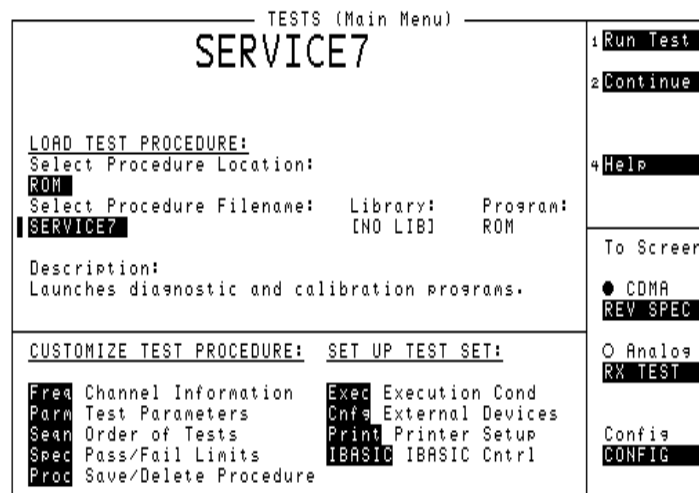 TESTS (Main Menu)
SERVICE7
LOAD TEST PROCEDURE:
Select Procedure Location:
ROM
Select Procedure Filename: Library: Program:
SERVICE7 [NO LIB] ROM
Description:
Launches diagnostic and calibration programs.
CUSTOMIZE TEST PROCEDURE: SET UP TEST SET:
Freq Channel Information Exec Execution Cond
Parm Test Parameters Cnfg External Devices
Seqn Order of Tests Print Printer Setup
Spec Pass/Fail Limits IBASIC IBASIC Cntrl
Proc Save/Delete Procedure
1 Run Test
2 Continue
4 Help
To Screen
CDMA
REV SPEC
Analog
RX TEST
Config
CONFIG